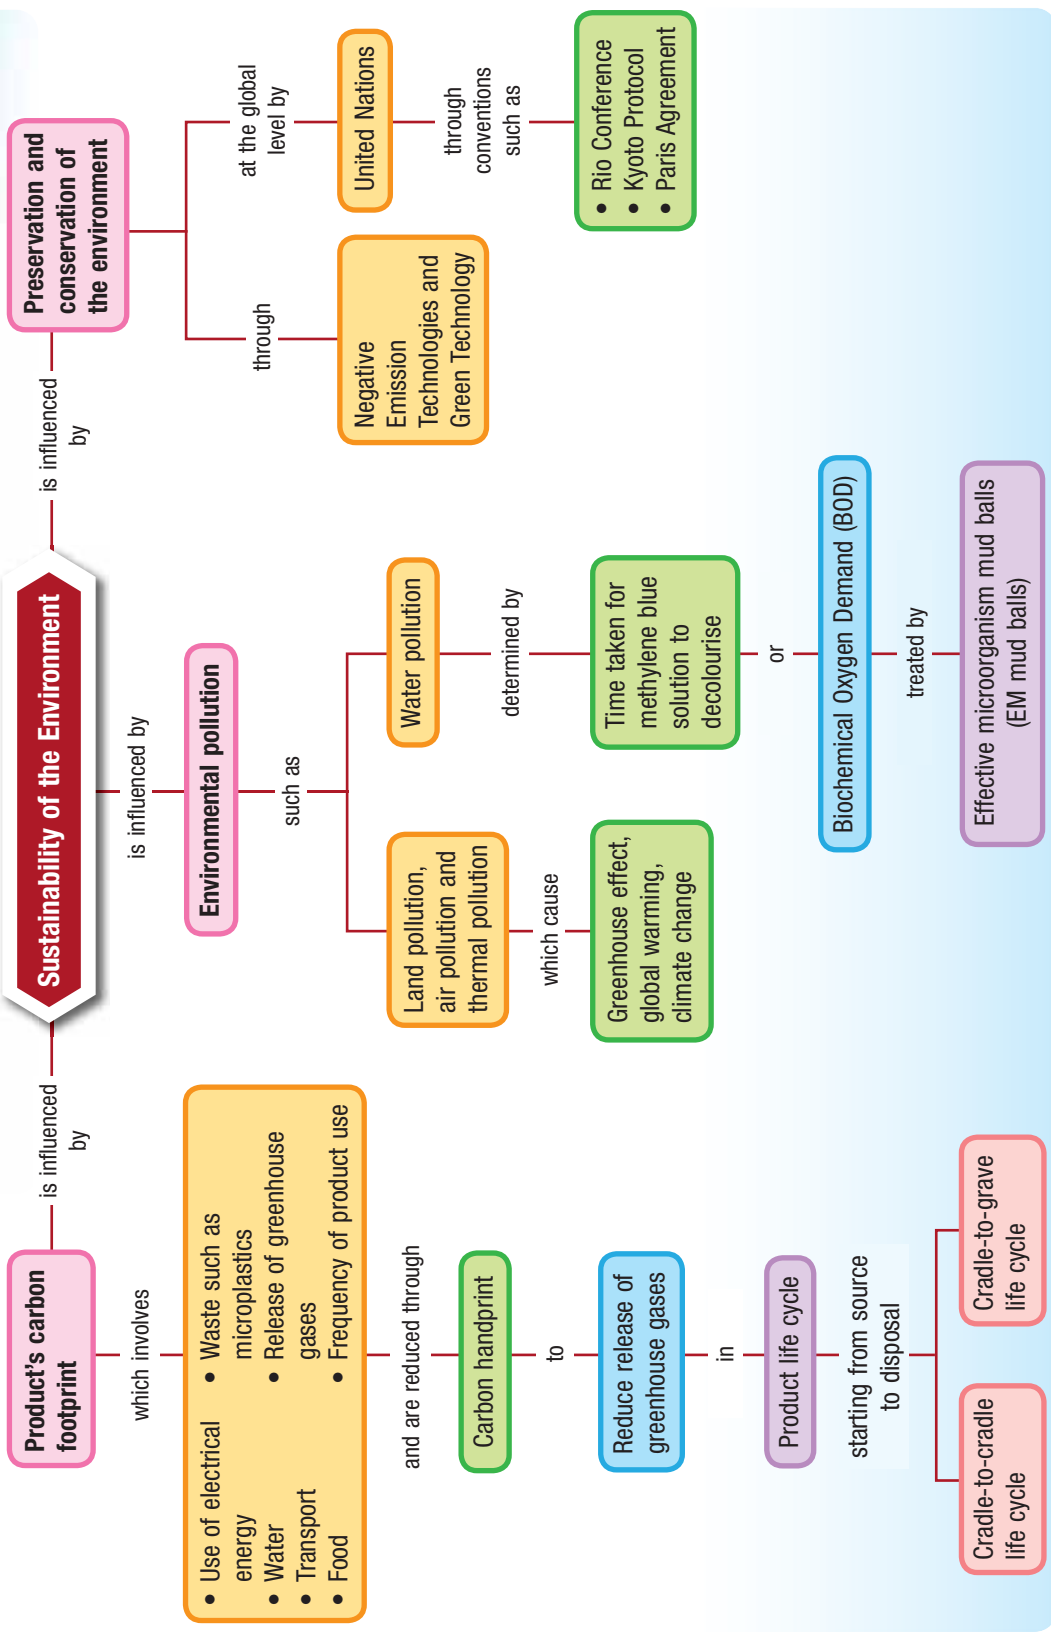 Sustainability of the Environment
is influenced
by
Product's carbon
footprint
which involves
• Use of electrical
energy
• Water
• Transport
• Food
• Waste such as
microplastics
• Release of greenhouse
gases
• Frequency of product use
and are reduced through
Carbon handprint
to
Reduce release of
greenhouse gases
in
Product life cycle
starting from source
to disposal
Cradle-to-cradle
life cycle
Cradle-to-grave
life cycle
is influenced by
Environmental pollution
such as
Land pollution,
air pollution and
thermal pollution
which cause
Greenhouse effect,
global warming,
climate change
Water pollution
determined by
Time taken for
methylene blue
solution to
decolourise
or
Biochemical Oxygen Demand (BOD)
treated by
Effective microorganism mud balls
(EM mud balls)
is influenced
by
Preservation and
conservation of
the environment
through
Negative
Emission
Technologies and
Green Technology
at the global
level by
United Nations
through
conventions
such as
• Rio Conference
• Kyoto Protocol
• Paris Agreement